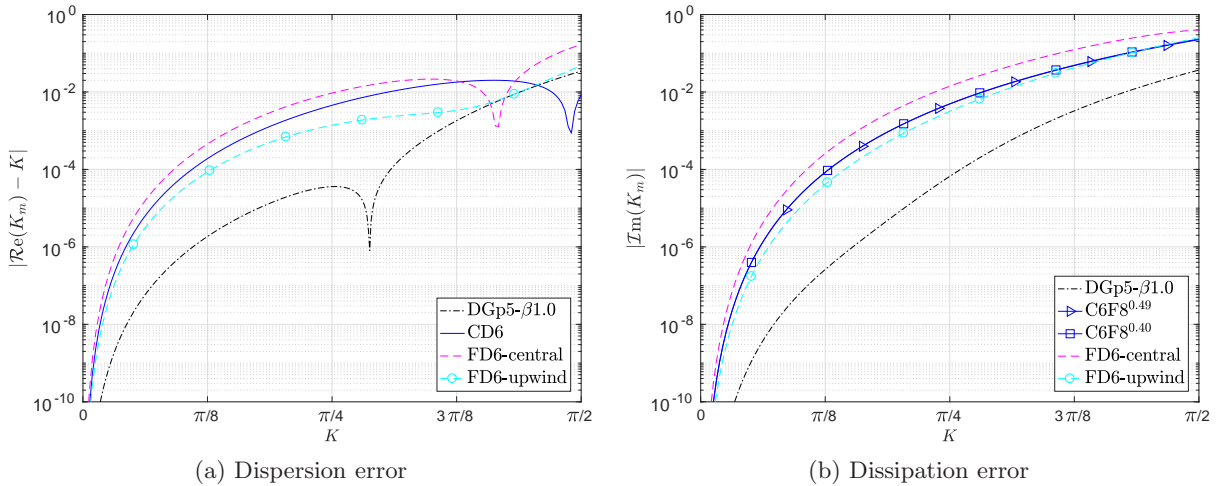 10^0
10^-2
10^-4
10^-6
10^-8
10^-10
|Re(K_m) − K|
DGp5-β1.0
CD6
FD6-central
FD6-upwind
0
π/8
π/4
3 π/8
π/2
K
(a) Dispersion error
10^0
10^-2
10^-4
10^-6
10^-8
10^-10
|Im(K_m)|
DGp5-β1.0
C6F8^0.49
C6F8^0.40
FD6-central
FD6-upwind
0
π/8
π/4
3 π/8
π/2
K
(b) Dissipation error